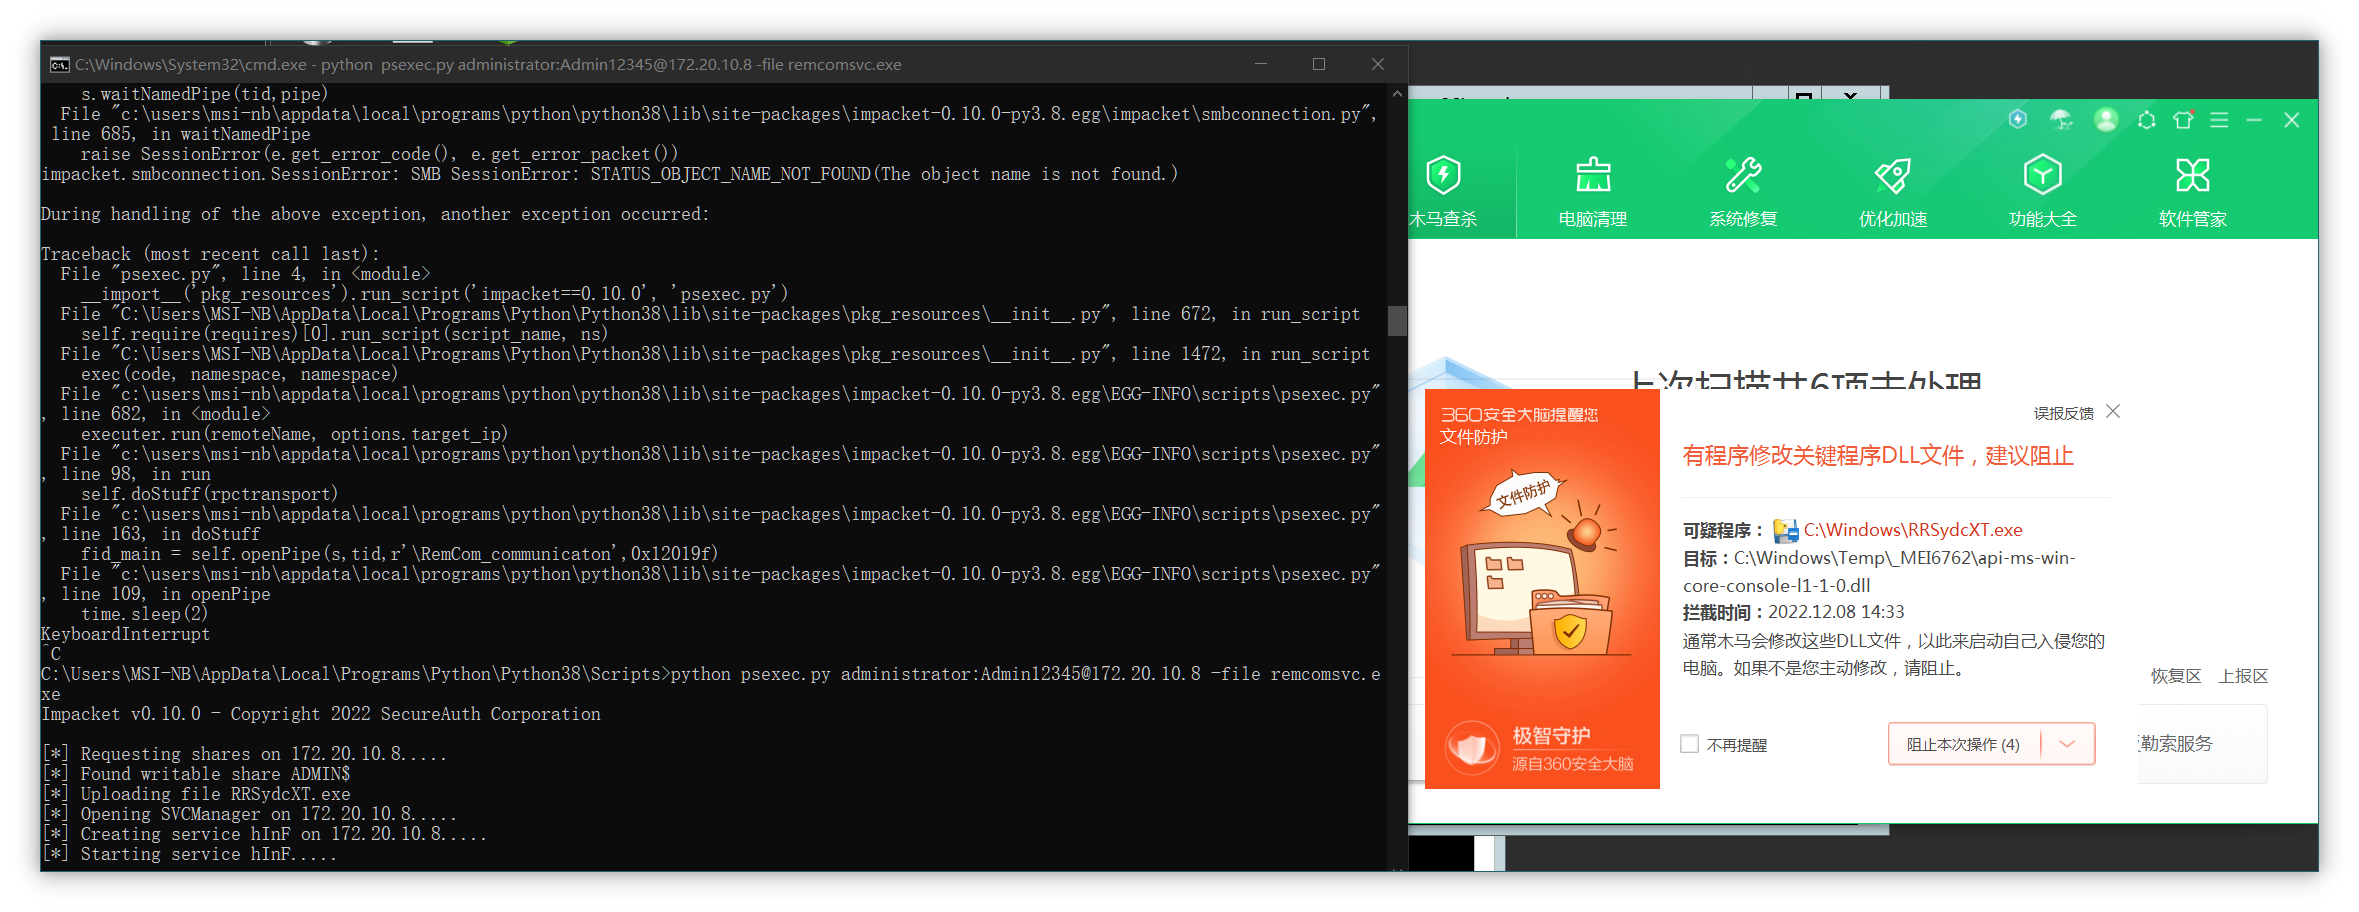 C:\Windows\System32\cmd.exe - python  psexec.py administrator:Admin12345@172.20.10.8 -file remcomsvc.exe
s.waitNamedPipe(tid,pipe)
File "c:\users\msi-nb\appdata\local\programs\python\python38\lib\site-packages\impacket-0.10.0-py3.8.egg\impacket\smbconnection.py",
line 685, in waitNamedPipe
raise SessionError(e.get_error_code(), e.get_error_packet())
impacket.smbconnection.SessionError: SMB SessionError: STATUS_OBJECT_NAME_NOT_FOUND(The object name is not found.)
During handling of the above exception, another exception occurred:
Traceback (most recent call last):
File "psexec.py", line 4, in <module>
__import__('pkg_resources').run_script('impacket==0.10.0', 'psexec.py')
File "C:\Users\MSI-NB\AppData\Local\Programs\Python\Python38\lib\site-packages\pkg_resources\__init__.py", line 672, in run_script
self.require(requires)[0].run_script(script_name, ns)
File "C:\Users\MSI-NB\AppData\Local\Programs\Python\Python38\lib\site-packages\pkg_resources\__init__.py", line 1472, in run_script
exec(code, namespace, namespace)
File "c:\users\msi-nb\appdata\local\programs\python\python38\lib\site-packages\impacket-0.10.0-py3.8.egg\EGG-INFO\scripts\psexec.py"
, line 682, in <module>
executer.run(remoteName, options.target_ip)
File "c:\users\msi-nb\appdata\local\programs\python\python38\lib\site-packages\impacket-0.10.0-py3.8.egg\EGG-INFO\scripts\psexec.py"
, line 98, in run
self.doStuff(rpctransport)
File "c:\users\msi-nb\appdata\local\programs\python\python38\lib\site-packages\impacket-0.10.0-py3.8.egg\EGG-INFO\scripts\psexec.py"
, line 163, in doStuff
fid_main = self.openPipe(s,tid,r'\RemCom_communicaton',0x12019f)
File "c:\users\msi-nb\appdata\local\programs\python\python38\lib\site-packages\impacket-0.10.0-py3.8.egg\EGG-INFO\scripts\psexec.py"
, line 109, in openPipe
time.sleep(2)
KeyboardInterrupt
^C
C:\Users\MSI-NB\AppData\Local\Programs\Python\Python38\Scripts>python psexec.py administrator:Admin12345@172.20.10.8 -file remcomsvc.e
xe
Impacket v0.10.0 - Copyright 2022 SecureAuth Corporation
[*] Requesting shares on 172.20.10.8.....
[*] Found writable share ADMIN$
[*] Uploading file RRSydcXT.exe
[*] Opening SVCManager on 172.20.10.8.....
[*] Creating service hInF on 172.20.10.8.....
[*] Starting service hInF.....
木马查杀
电脑清理
系统修复
优化加速
功能大全
软件管家
上次扫描共6项未处理
360安全大脑提醒您
文件防护
文件防护
极智守护
源自360安全大脑
误报反馈
有程序修改关键程序DLL文件，建议阻止
可疑程序： C:\Windows\RRSydcXT.exe
目标：C:\Windows\Temp\_MEI6762\api-ms-win-
core-console-l1-1-0.dll
拦截时间：2022.12.08 14:33
通常木马会修改这些DLL文件，以此来启动自己入侵您的
电脑。如果不是您主动修改，请阻止。
不再提醒
阻止本次操作 (4)
恢复区 上报区
勒索服务